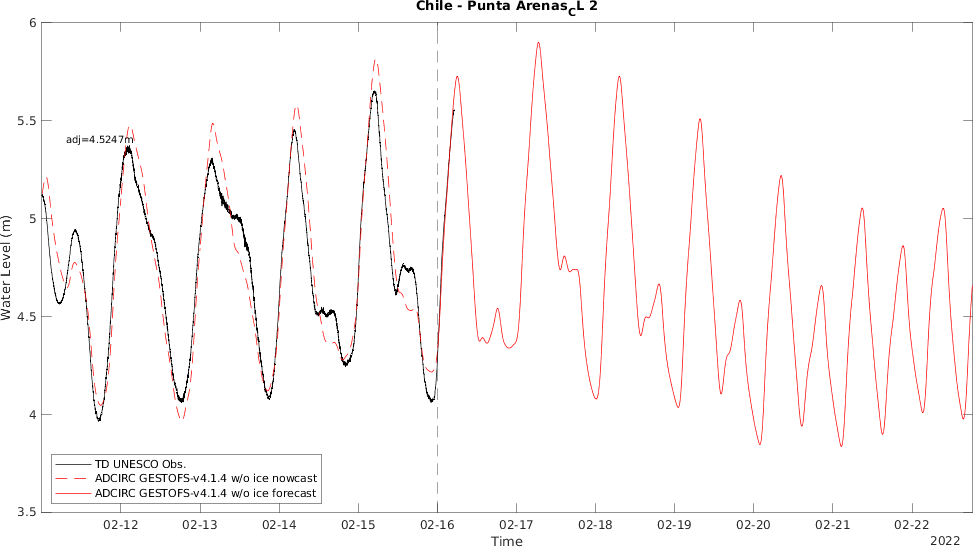 Chile - Punta Arenas_CL 2
6
5.5
5
4.5
4
3.5
Water Level (m)
adj=4.5247m
TD UNESCO Obs.
ADCIRC GESTOFS-v4.1.4 w/o ice nowcast
ADCIRC GESTOFS-v4.1.4 w/o ice forecast
02-12 02-13 02-14 02-15 02-16 02-17 02-18 02-19 02-20 02-21 02-22
Time
2022